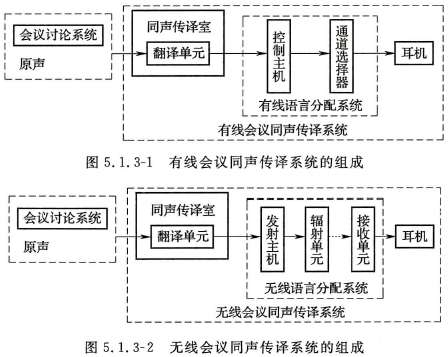 会议讨论系统
原声
同声传译室
翻译单元
控制主机
通道选择器
耳机
有线语言分配系统
有线会议同声传译系统
图 5.1.3-1 有线会议同声传译系统的组成
会议讨论系统
原声
同声传译室
翻译单元
发射主机
辐射单元
接收单元
耳机
无线语言分配系统
无线会议同声传译系统
图 5.1.3-2 无线会议同声传译系统的组成